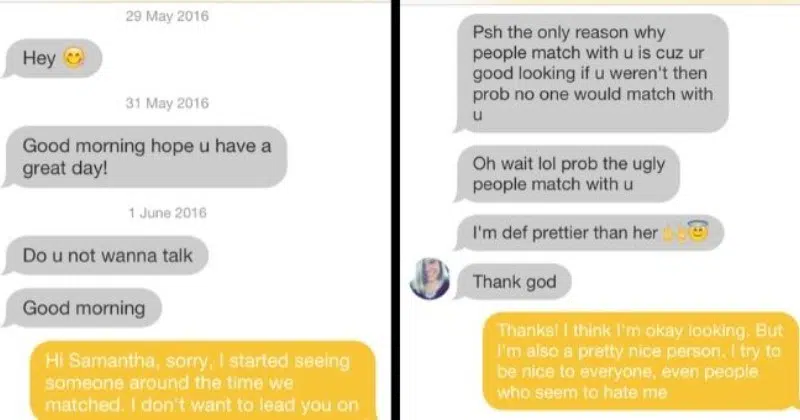 29 May 2016
Hey 😋
31 May 2016
Good morning hope u have a
great day!
1 June 2016
Do u not wanna talk
Good morning
Hi Samantha, sorry, I started seeing
someone around the time we
matched. I don't want to lead you on
Psh the only reason why
people match with u is cuz ur
good looking if u weren't then
prob no one would match with
u
Oh wait lol prob the ugly
people match with u
I'm def prettier than her 🙌😇
Thank god
Thanks! I think I'm okay looking. But
I'm also a pretty nice person. I try to
be nice to everyone, even people
who seem to hate me